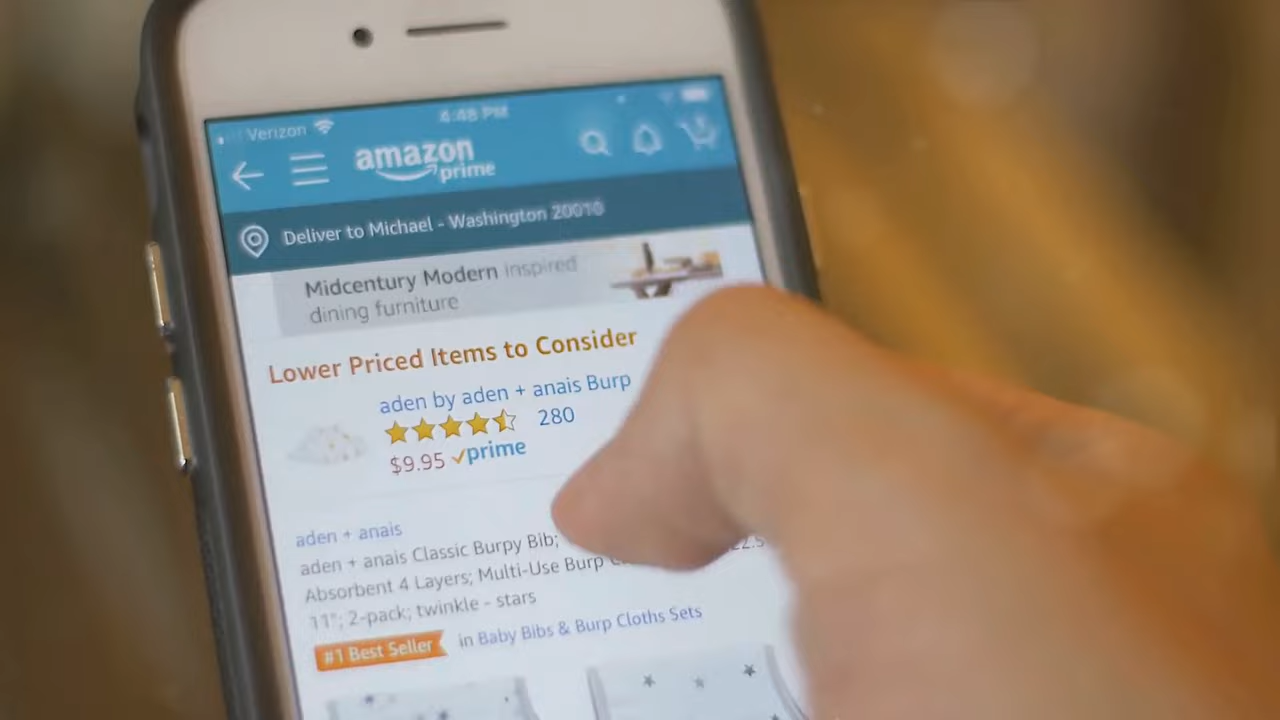 Verizon 4:48 PM
amazon
prime
Deliver to Michael - Washington 20010
Midcentury Modern inspired
dining furniture
Lower Priced Items to Consider
aden by aden + anais Burp
280
$9.95 prime
aden + anais
aden + anais Classic Burpy Bib;
Absorbent 4 Layers; Multi-Use Burp 22.5
11"; 2-pack; twinkle - stars
#1 Best Seller in Baby Bibs & Burp Cloths Sets